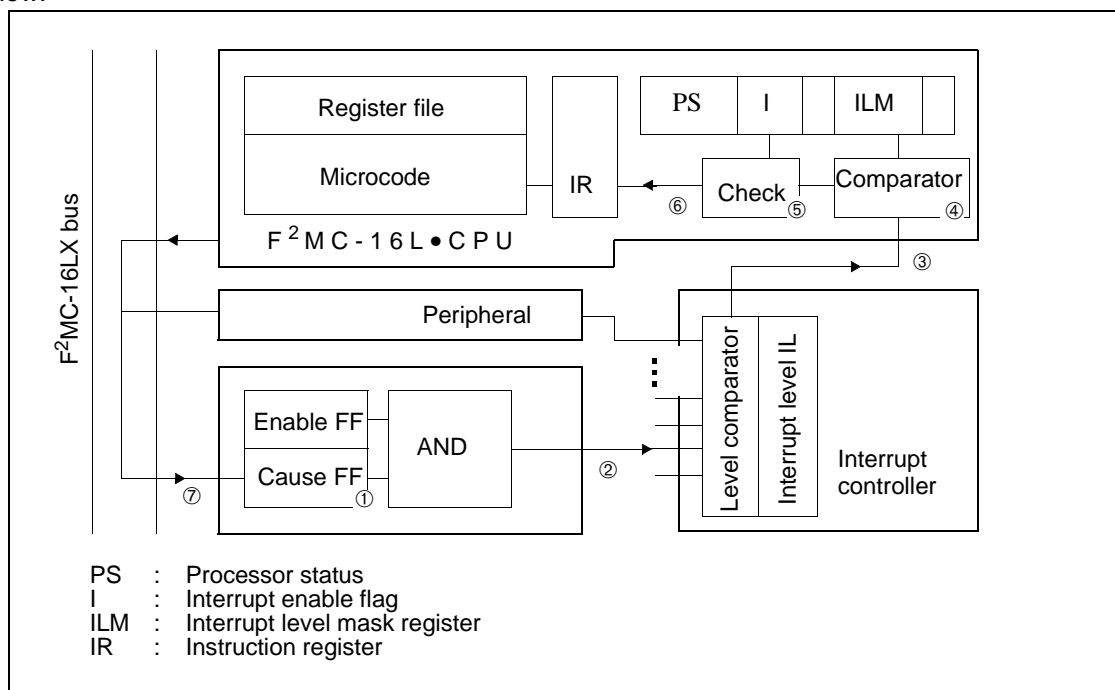 Register file
Microcode
IR
PS I ILM
Check ⑤
Comparator ④
⑥
F²MC-16L•CPU
③
F²MC-16LX bus
Peripheral
Enable FF
Cause FF ①
AND
②
⑦
Level comparator
Interrupt level IL
Interrupt
controller
PS : Processor status
I : Interrupt enable flag
ILM : Interrupt level mask register
IR : Instruction register